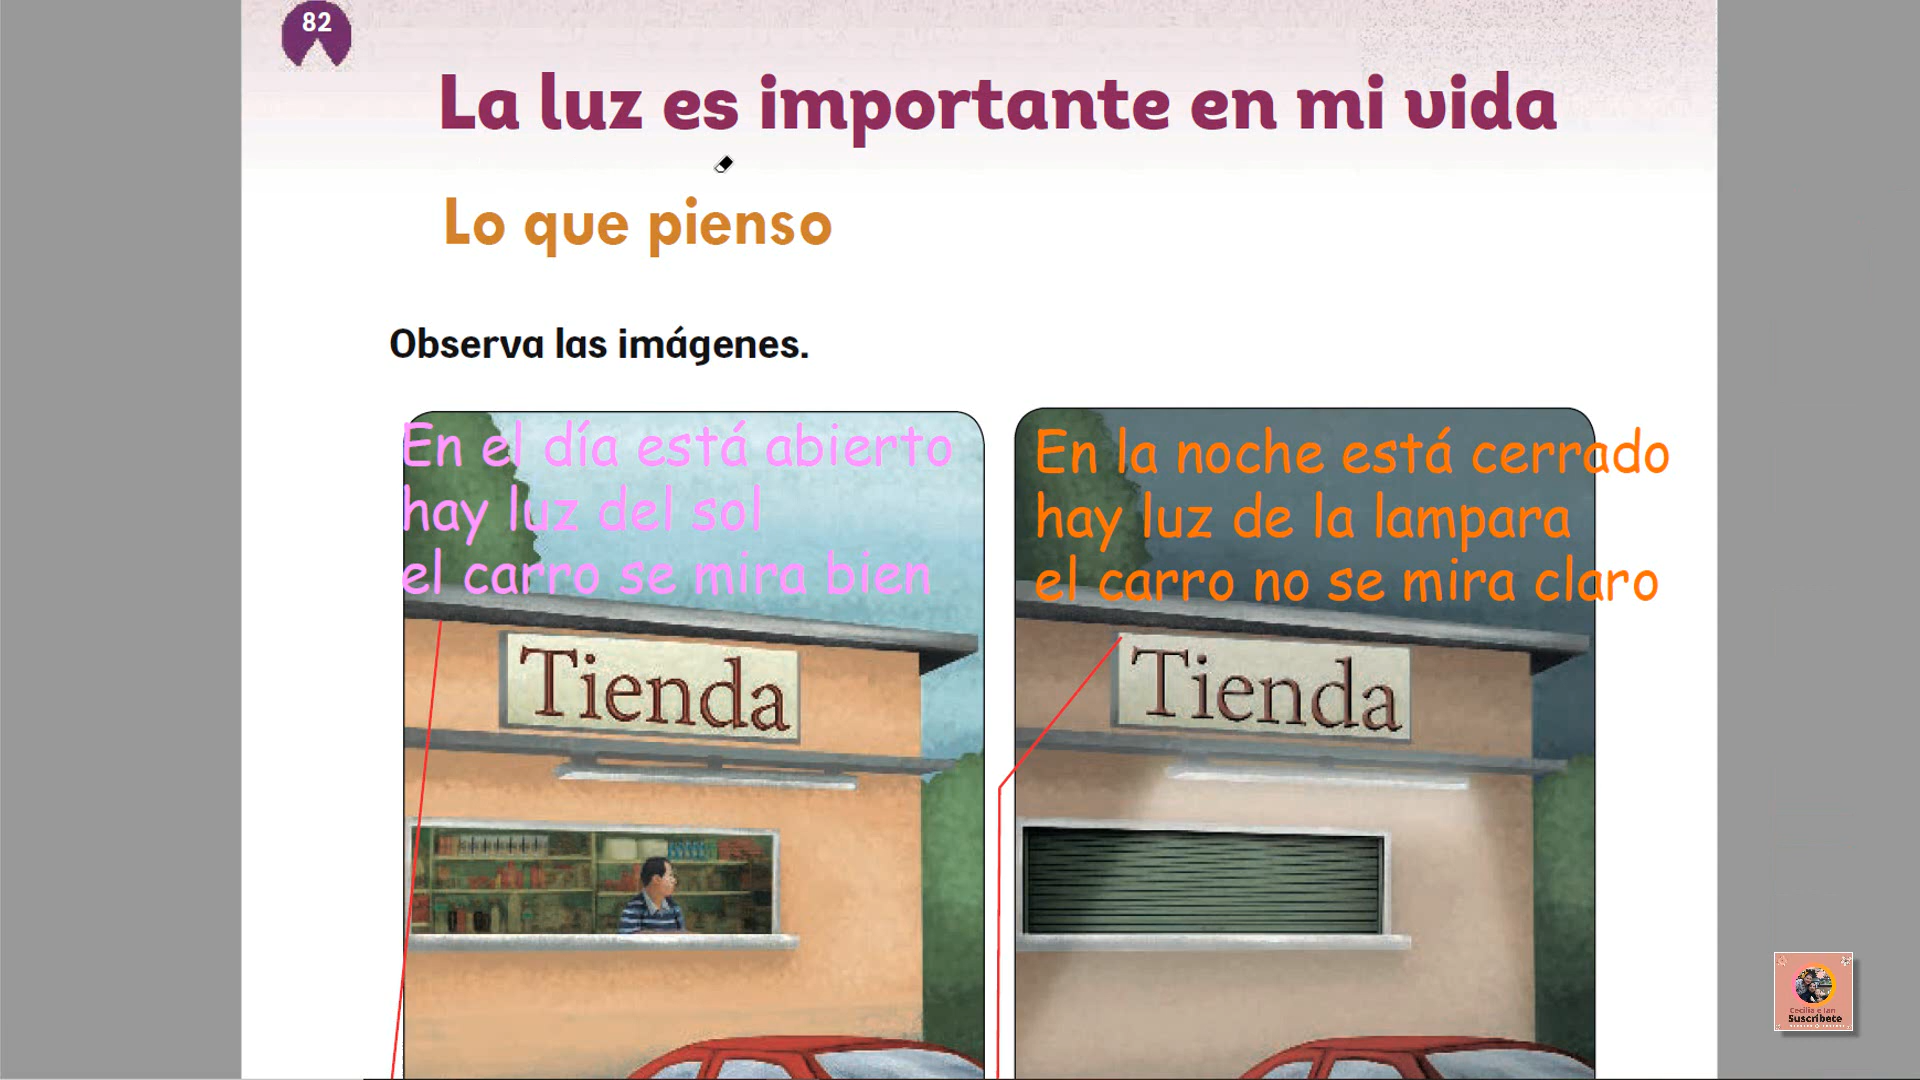 82
La luz es importante en mi vida
Lo que pienso
Observa las imágenes.
En el día está abierto
hay luz del sol
el carro se mira bien
Tienda
En la noche está cerrado
hay luz de la lampara
el carro no se mira claro
Tienda
Cecilia e Ian
Suscríbete